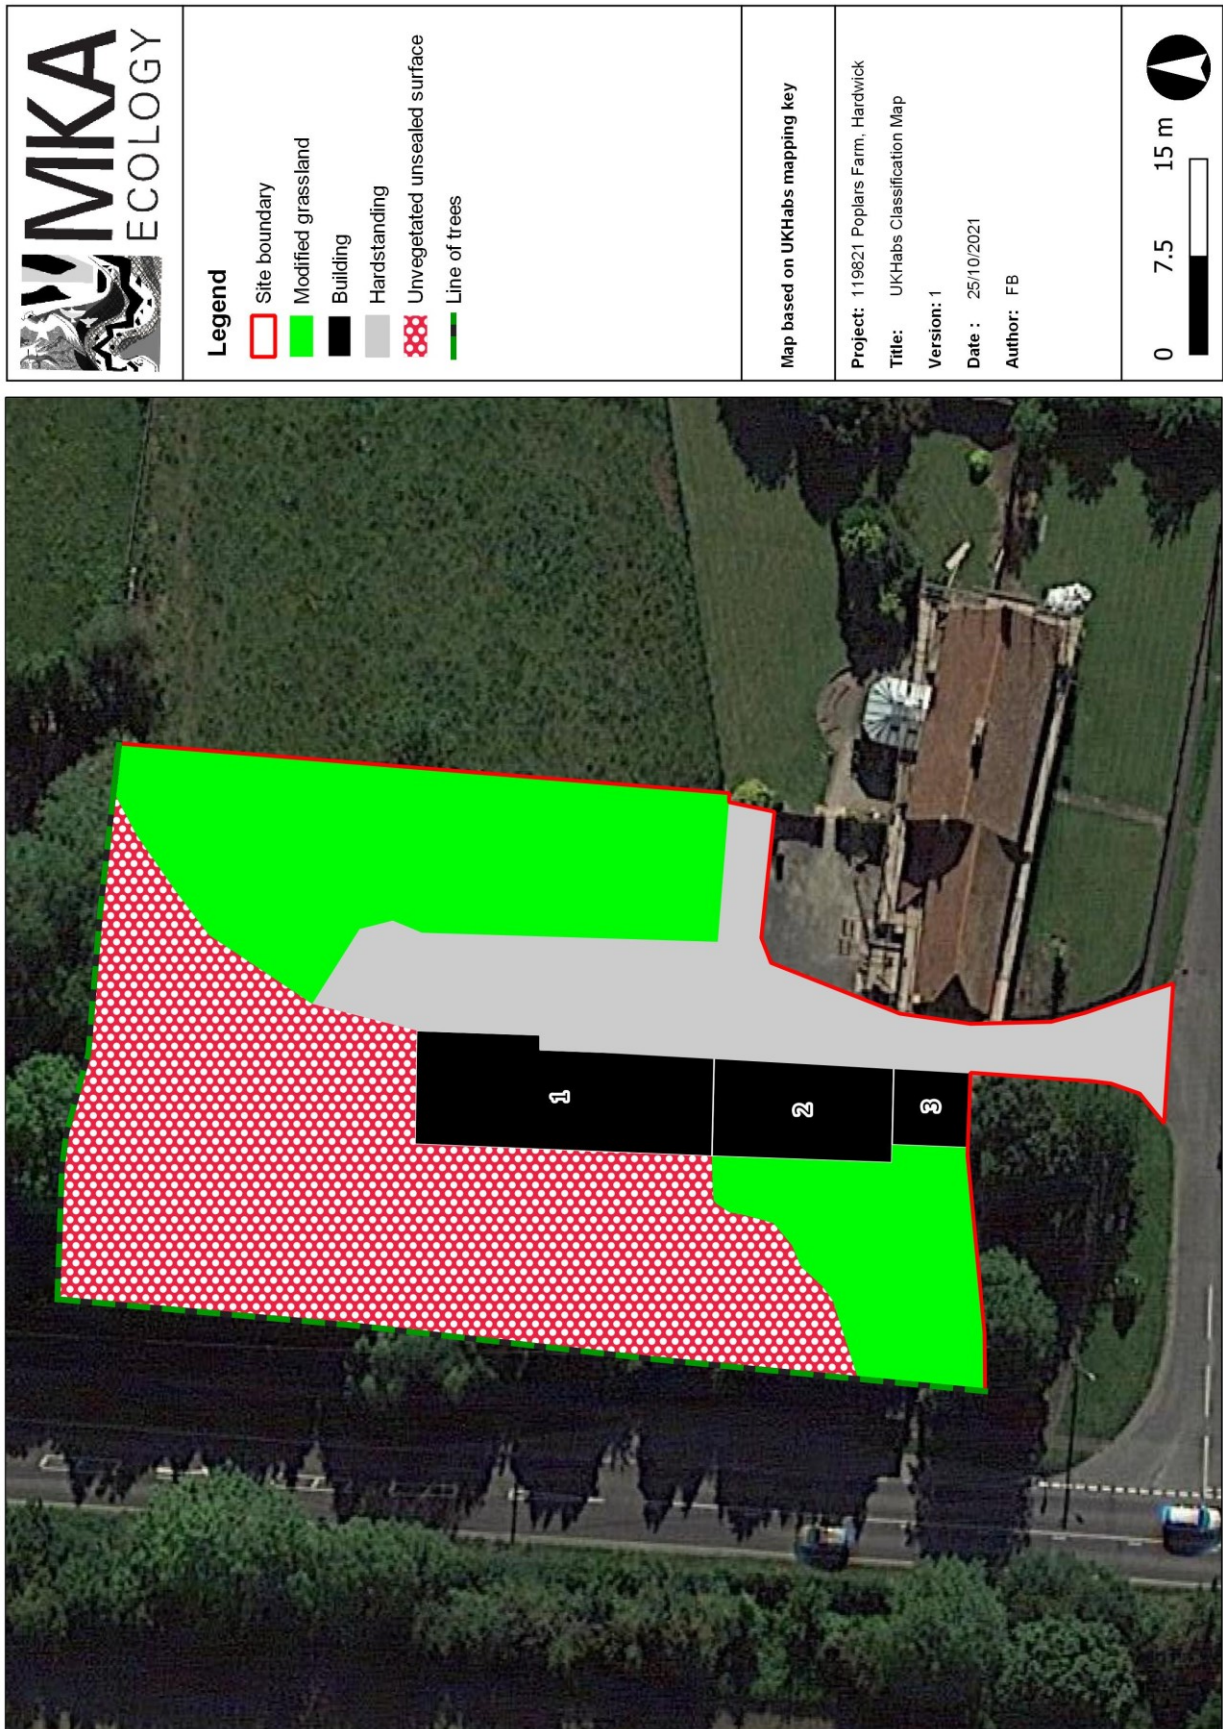 MKA
ECOLOGY
Legend
Site boundary
Modified grassland
Building
Hardstanding
Unvegetated unsealed surface
Line of trees
Map based on UKHabs mapping key
Project: 119821 Poplars Farm, Hardwick
Title: UKHabs Classification Map
Version: 1
Date : 25/10/2021
Author: FB
0 7.5 15 m
1
2
3